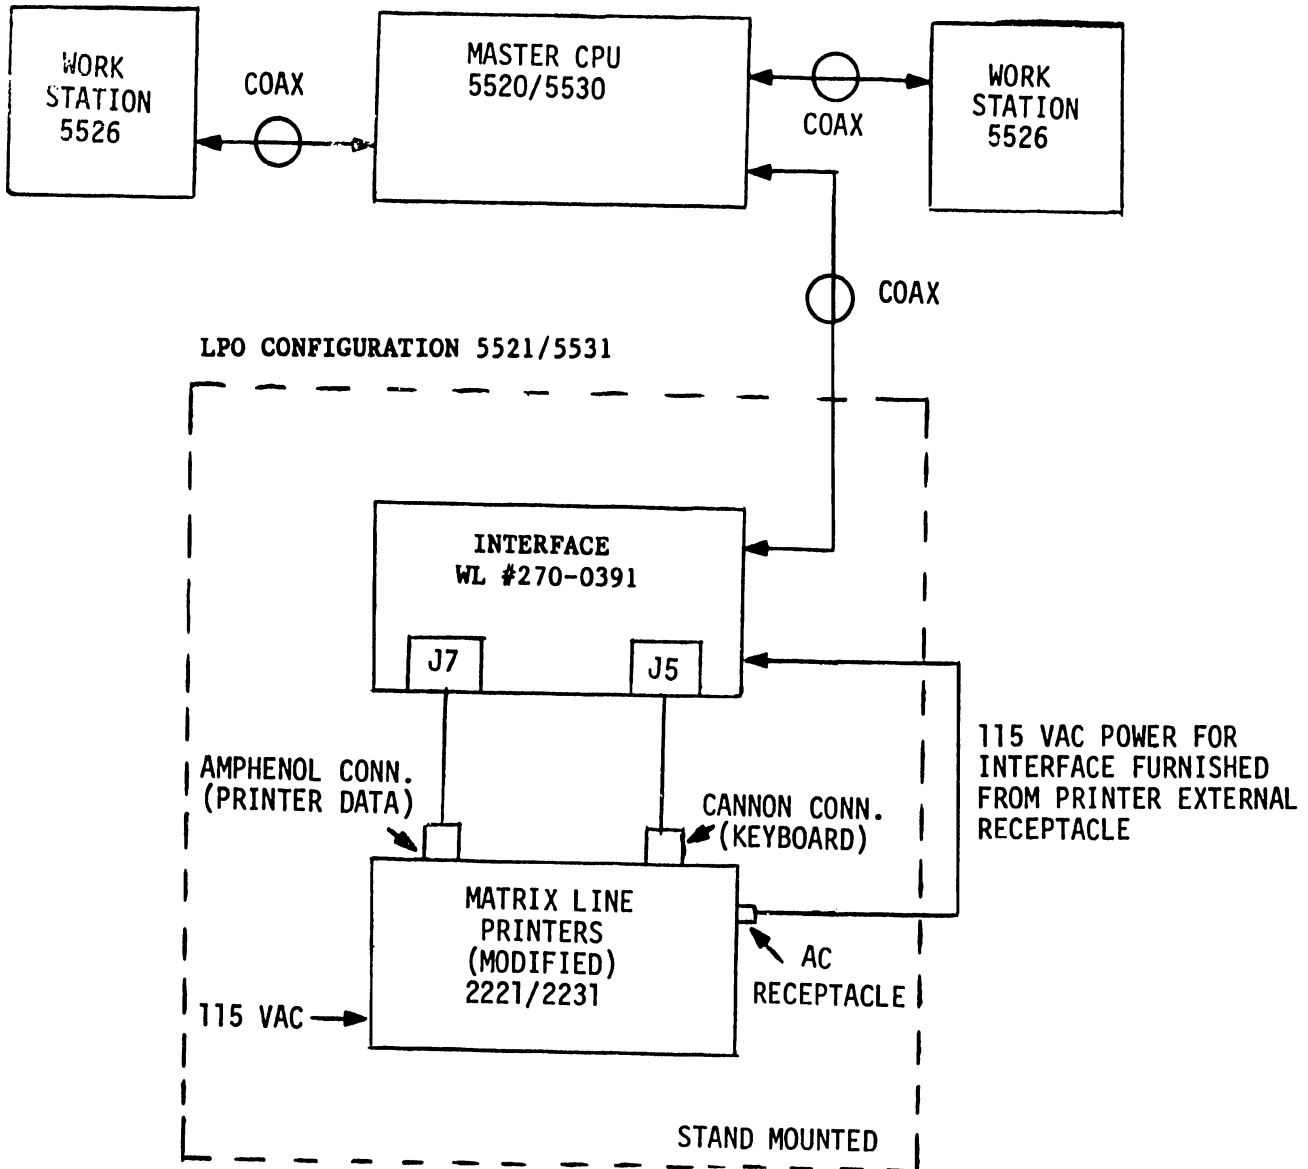 WORK
STATION
5526
COAX
MASTER CPU
5520/5530
COAX
WORK
STATION
5526
COAX
LPO CONFIGURATION 5521/5531
INTERFACE
WL #270-0391
J7
J5
AMPHENOL CONN.
(PRINTER DATA)
CANNON CONN.
(KEYBOARD)
115 VAC POWER FOR
INTERFACE FURNISHED
FROM PRINTER EXTERNAL
RECEPTACLE
MATRIX LINE
PRINTERS
(MODIFIED)
2221/2231
AC
RECEPTACLE
115 VAC
STAND MOUNTED